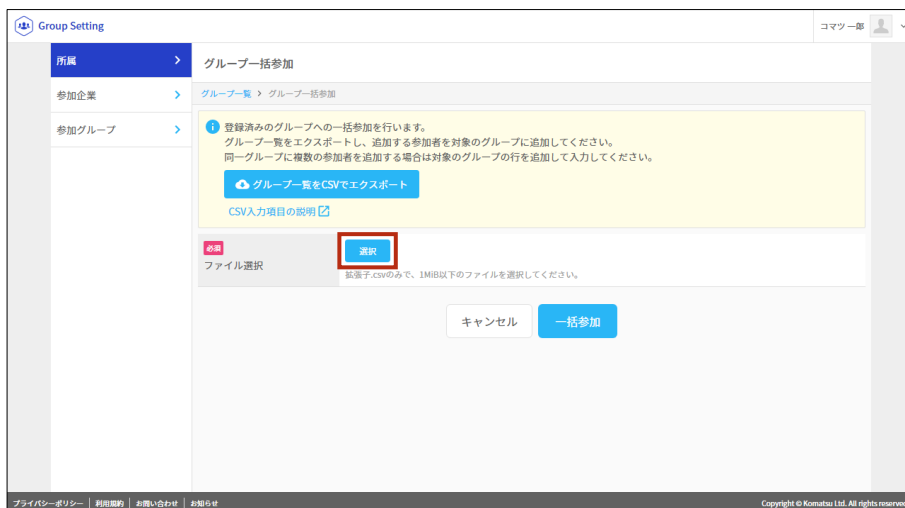 Group Setting
コマツ 一郎
所属
参加企業
参加グループ
グループ一括参加
グループ一覧 > グループ一括参加
登録済みのグループへの一括参加を行います。
グループ一覧をエクスポートし、追加する参加者を対象のグループに追加してください。
同一グループに複数の参加者を追加する場合は対象のグループの行を追加して入力してください。
グループ一覧をCSVでエクスポート
CSV入力項目の説明
必須
ファイル選択
選択
拡張子.csvのみで、1MiB以下のファイルを選択してください。
キャンセル
一括参加
プライバシーポリシー | 利用規約 | お問い合わせ | お知らせ
Copyright © Komatsu Ltd. All rights reserved